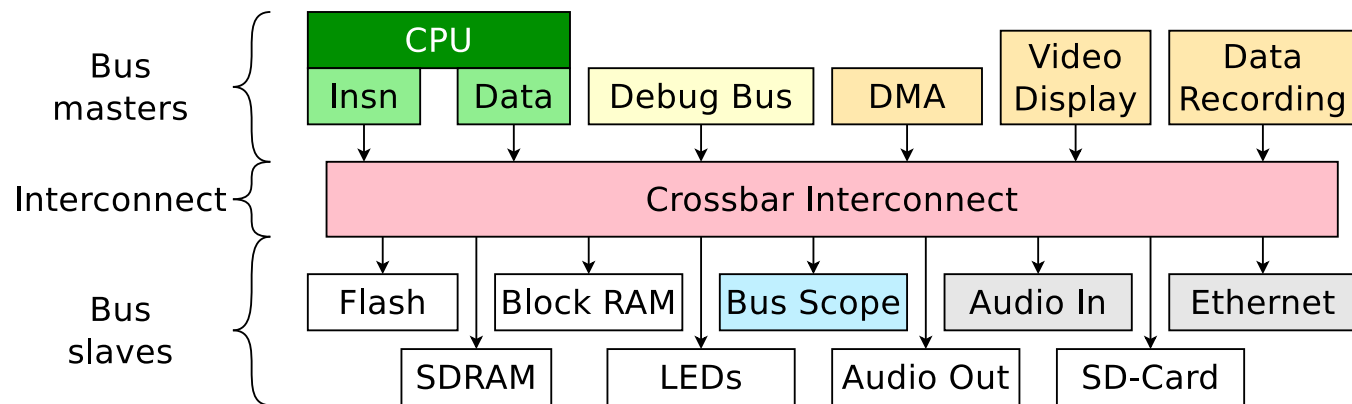 Bus
masters
CPU
Insn
Data
Debug Bus
DMA
Video
Display
Data
Recording
Interconnect
Crossbar Interconnect
Bus
slaves
Flash
Block RAM
Bus Scope
Audio In
Ethernet
SDRAM
LEDs
Audio Out
SD-Card